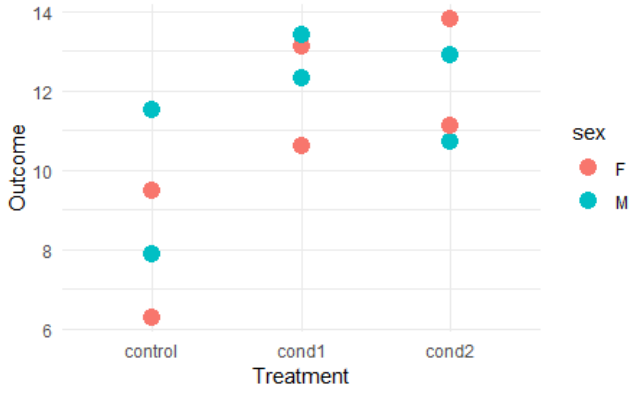 14
12
10
8
6
Outcome
control cond1 cond2
Treatment
sex
F
M